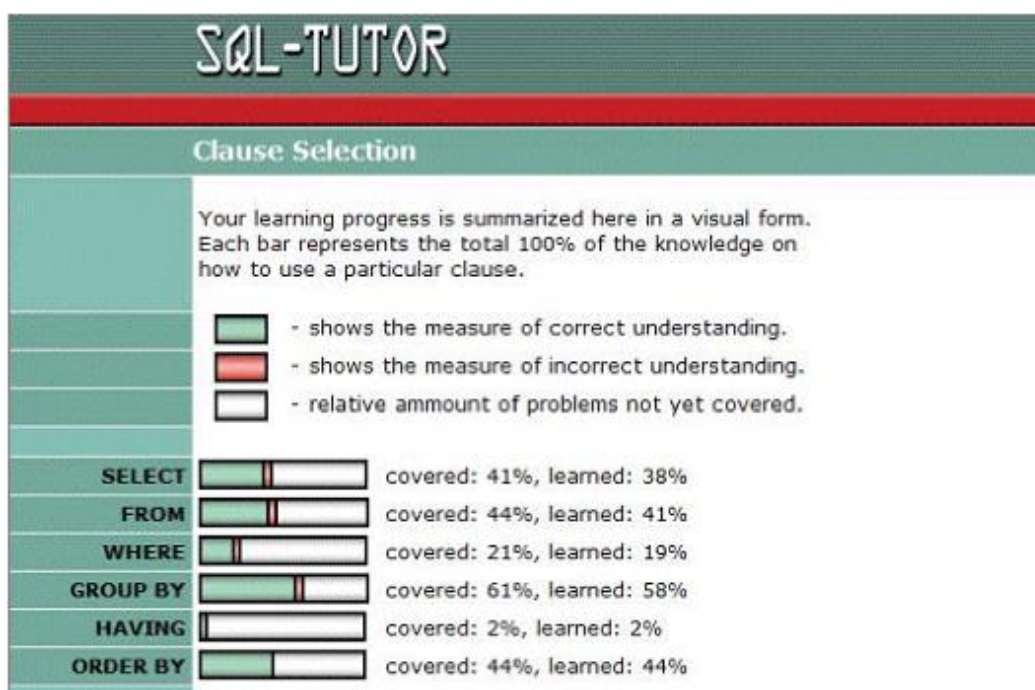 SQL-TUTOR
Clause Selection
Your learning progress is summarized here in a visual form.
Each bar represents the total 100% of the knowledge on
how to use a particular clause.
- shows the measure of correct understanding.
- shows the measure of incorrect understanding.
- relative ammount of problems not yet covered.
SELECT covered: 41%, learned: 38%
FROM covered: 44%, learned: 41%
WHERE covered: 21%, learned: 19%
GROUP BY covered: 61%, learned: 58%
HAVING covered: 2%, learned: 2%
ORDER BY covered: 44%, learned: 44%